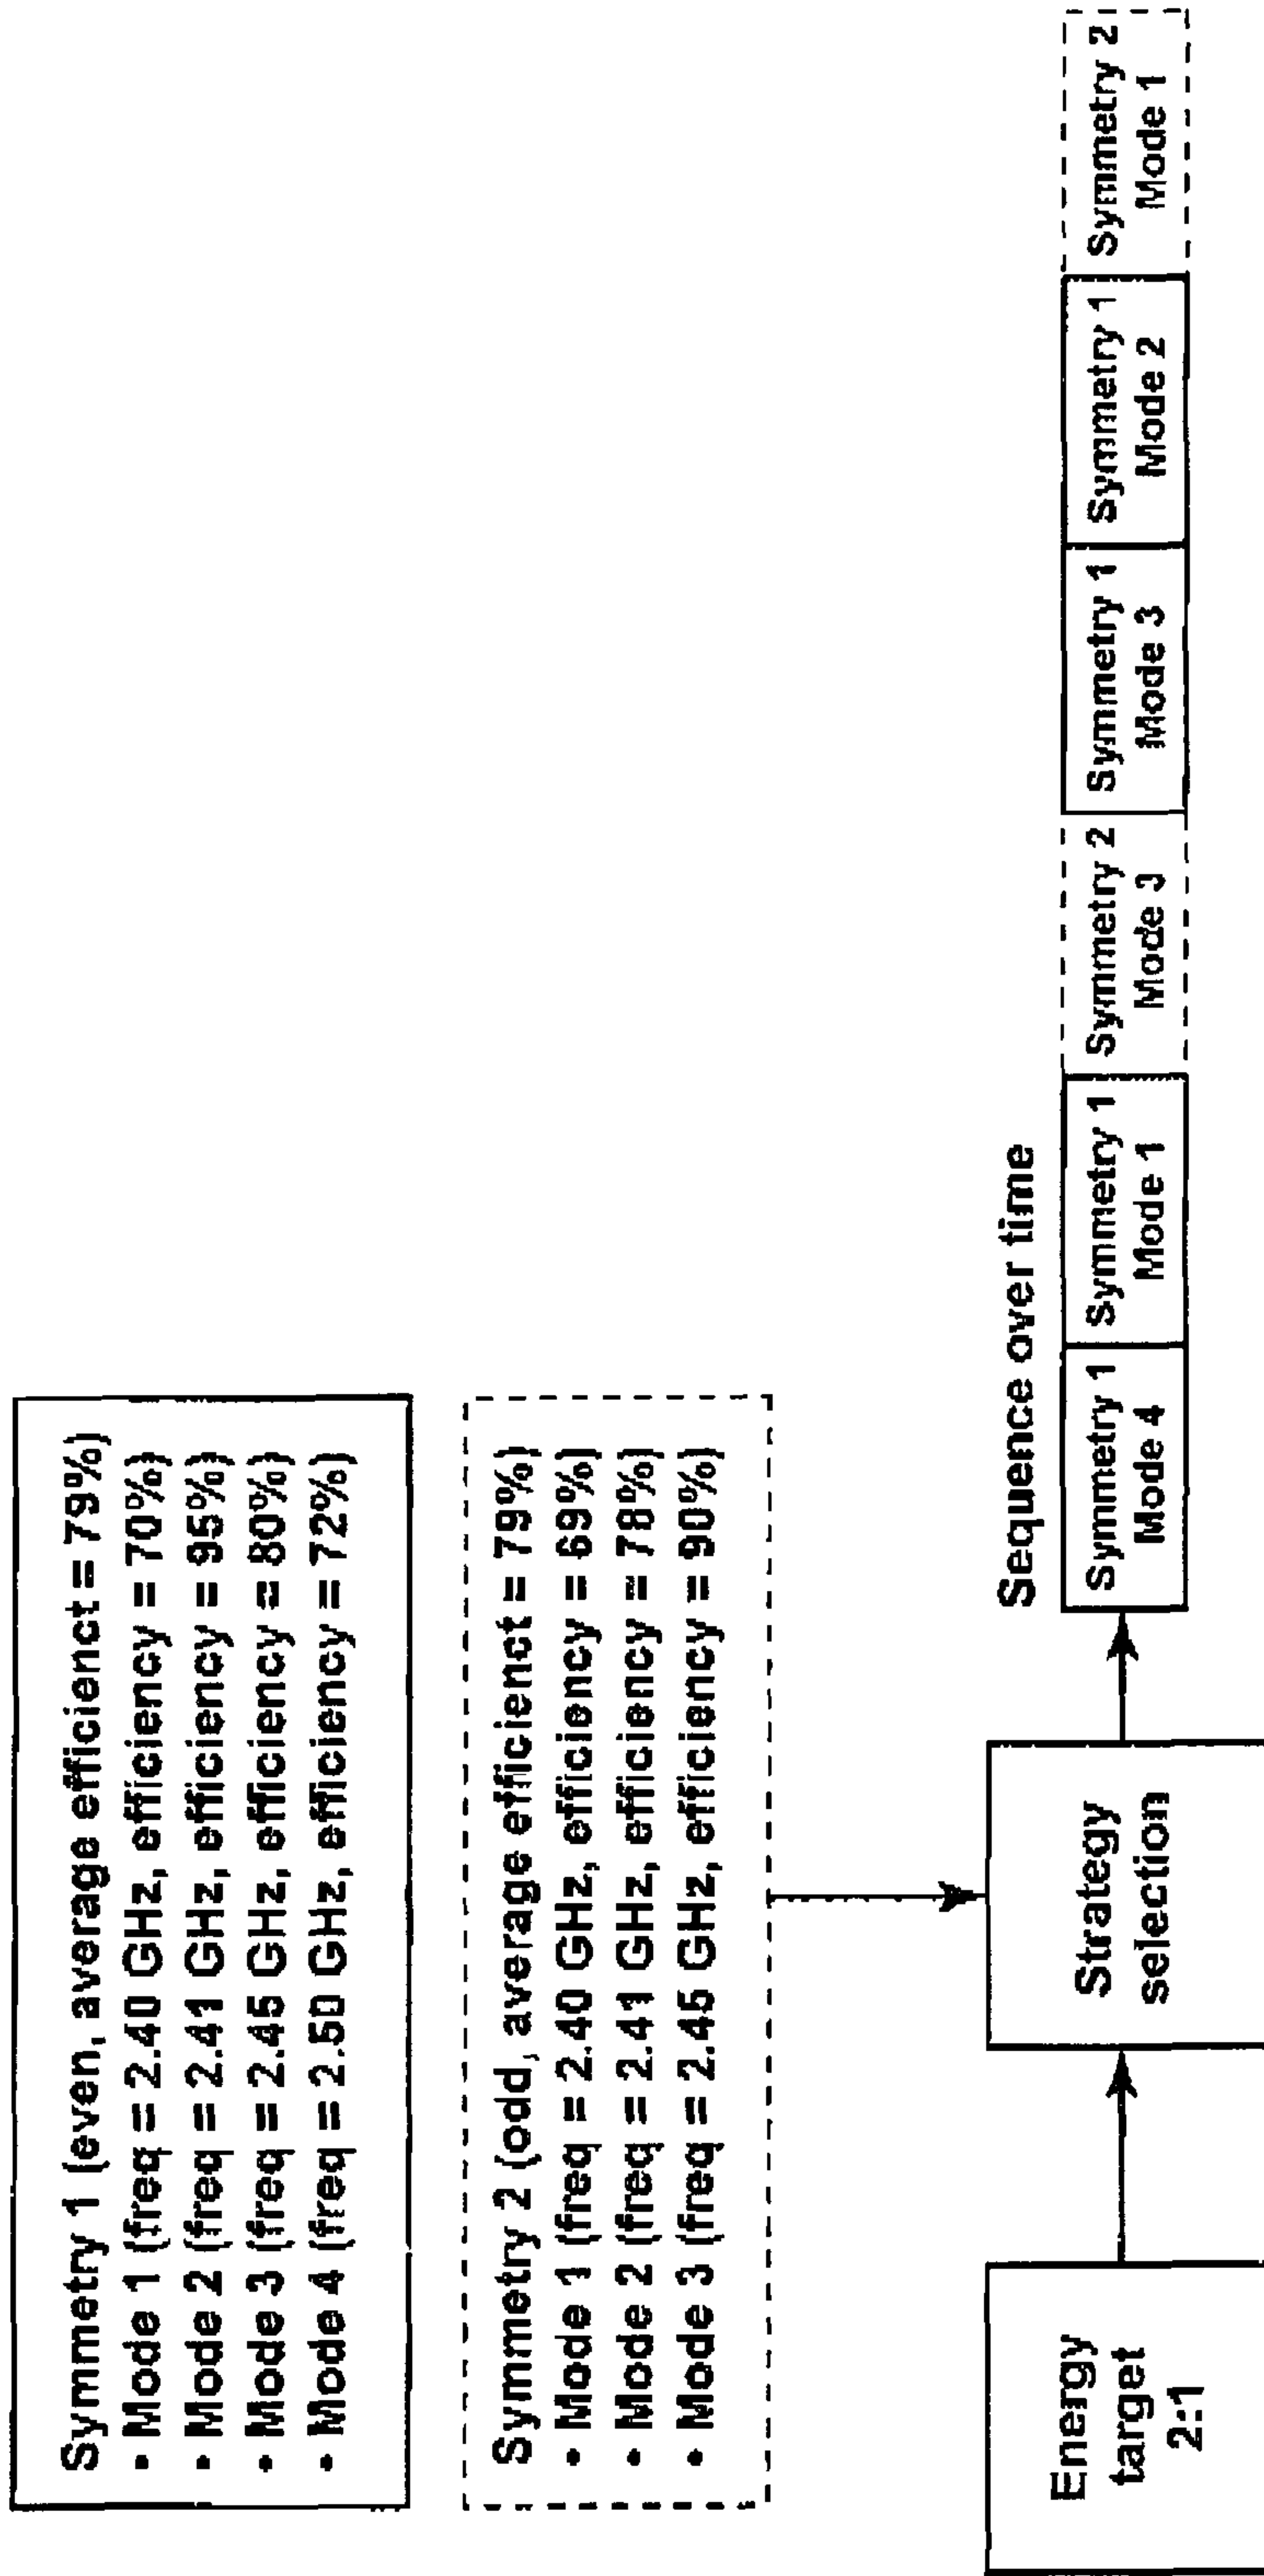 Symmetry 1 (even, average efficienct = 79%)
• Mode 1 (freq = 2.40 GHz, efficiency = 70%)
• Mode 2 (freq = 2.41 GHz, efficiency = 95%)
• Mode 3 (freq = 2.45 GHz, efficiency = 80%)
• Mode 4 (freq = 2.50 GHz, efficiency = 72%)
Symmetry 2 (odd, average efficienct = 79%)
• Mode 1 (freq = 2.40 GHz, efficiency = 69%)
• Mode 2 (freq = 2.41 GHz, efficiency = 78%)
• Mode 3 (freq = 2.45 GHz, efficiency = 90%)
Energy
target
2:1
Strategy
selection
Sequence over time
Symmetry 1
Mode 4
Symmetry 1
Mode 1
Symmetry 2
Mode 3
Symmetry 1
Mode 3
Symmetry 1
Mode 2
Symmetry 2
Mode 1